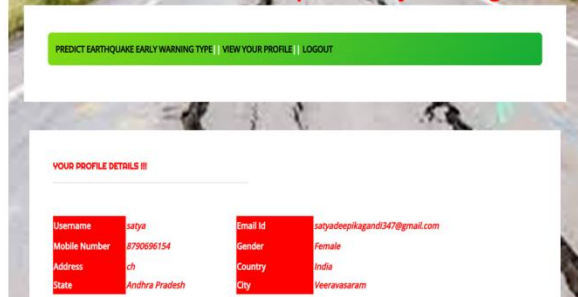 PREDICT EARTHQUAKE EARLY WARNING TYPE || VIEW YOUR PROFILE || LOGOUT
YOUR PROFILE DETAILS !!!
Username satya Email Id satyadeepikagandi347@gmail.com
Mobile Number 8790696154 Gender Female
Address ch Country India
State Andhra Pradesh City Veeravasaram